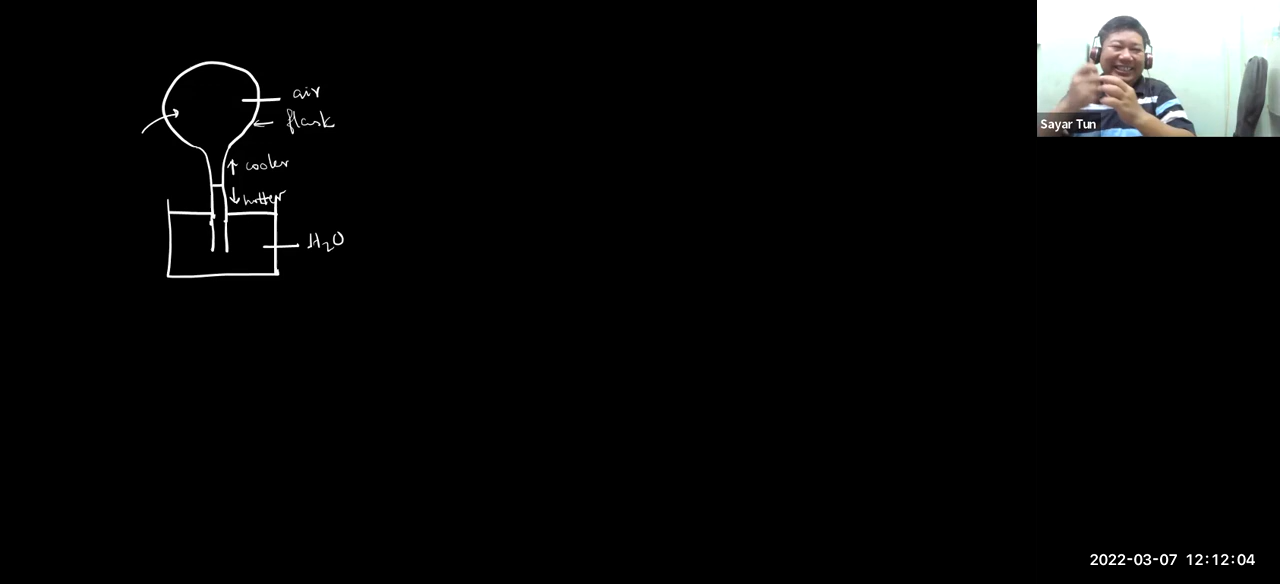 air
flask
↑ cooler
↓ hotter
H₂O
Sayar Tun
2022-03-07 12:12:04